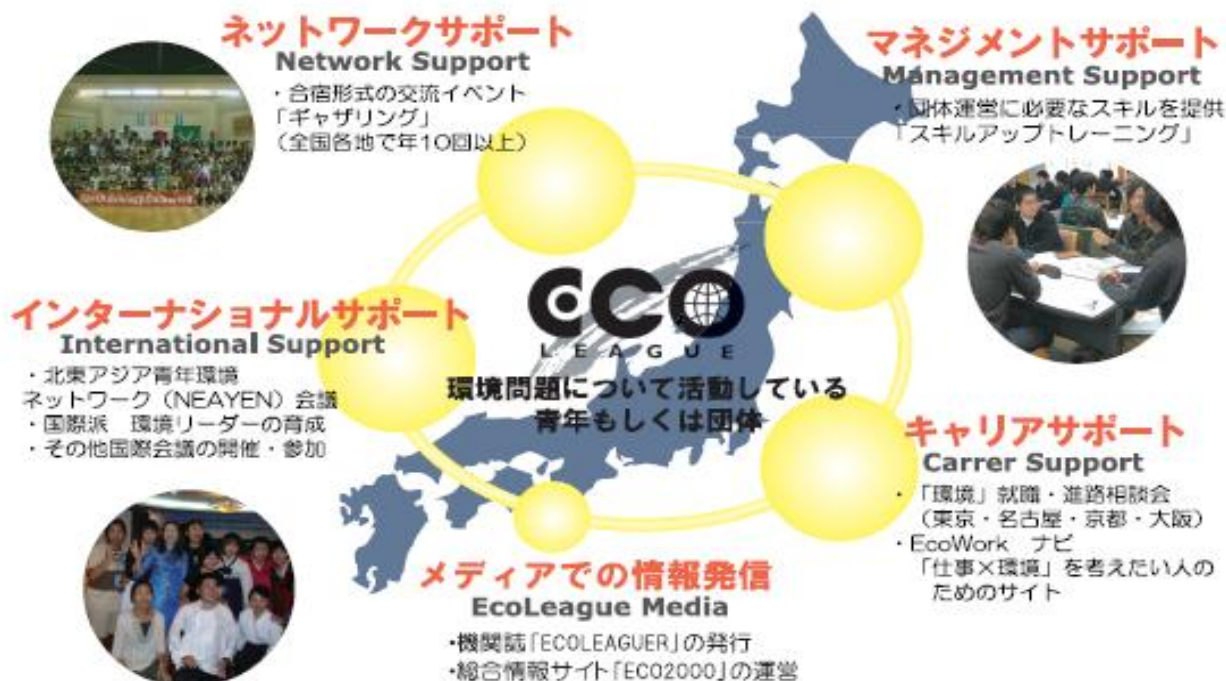 ネットワークサポート
Network Support
・合宿形式の交流イベント
「ギャザリング」
（全国各地で年10回以上）
マネジメントサポート
Management Support
・団体運営に必要なスキルを提供
「スキルアップトレーニング」
eco
LEAGUE
環境問題について活動している
青年もしくは団体
インターナショナルサポート
International Support
・北東アジア青年環境
ネットワーク（NEAYEN）会議
・国際派　環境リーダーの育成
・その他国際会議の開催・参加
キャリアサポート
Carrer Support
・「環境」就職・進路相談会
（東京・名古屋・京都・大阪）
・EcoWork　ナビ
「仕事×環境」を考えたい人の
ためのサイト
メディアでの情報発信
EcoLeague Media
・機関誌「ECOLEAGUER」の発行
・総合情報サイト「ECO2000」の運営